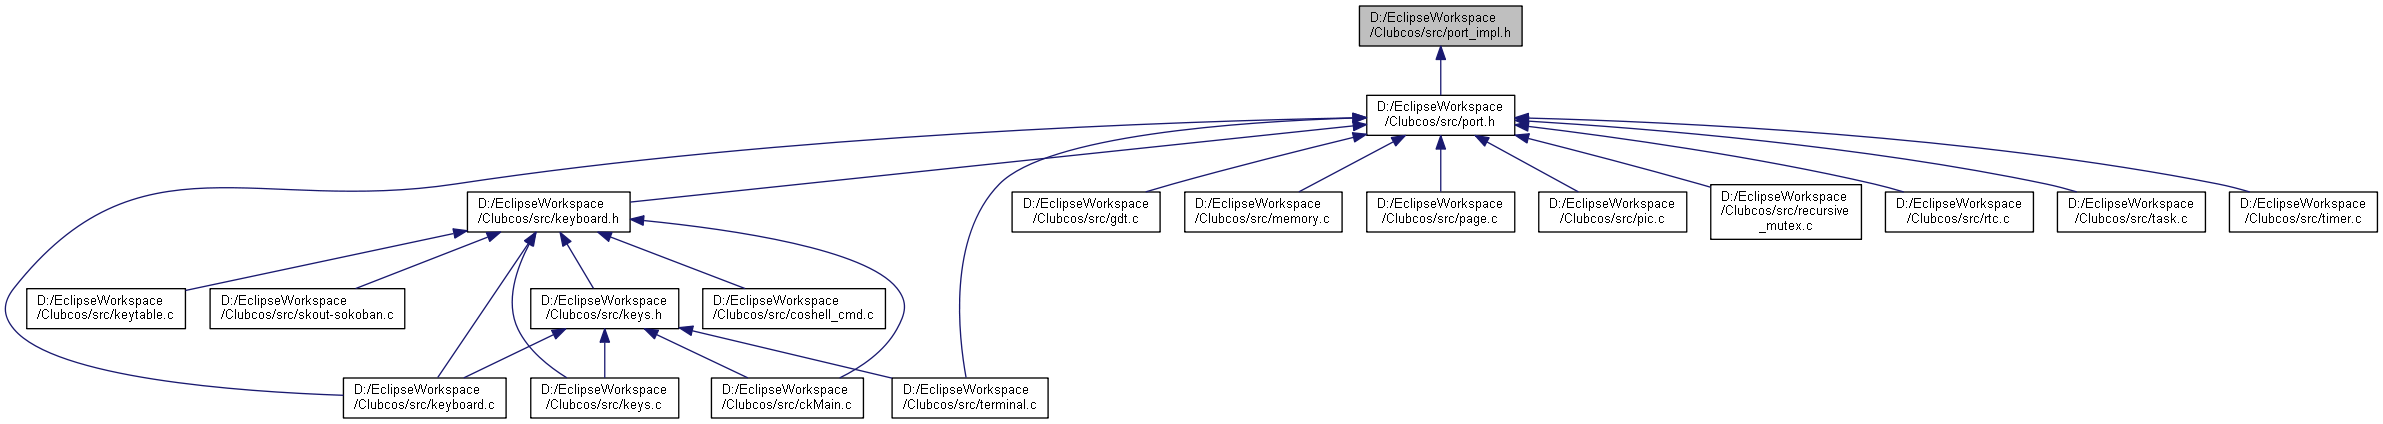 D:/EclipseWorkspace
/Clubcos/src/port_impl.h
D:/EclipseWorkspace
/Clubcos/src/port.h
D:/EclipseWorkspace
/Clubcos/src/keyboard.h
D:/EclipseWorkspace
/Clubcos/src/gdt.c
D:/EclipseWorkspace
/Clubcos/src/memory.c
D:/EclipseWorkspace
/Clubcos/src/page.c
D:/EclipseWorkspace
/Clubcos/src/pic.c
D:/EclipseWorkspace
/Clubcos/src/recursive
_mutex.c
D:/EclipseWorkspace
/Clubcos/src/rtc.c
D:/EclipseWorkspace
/Clubcos/src/task.c
D:/EclipseWorkspace
/Clubcos/src/timer.c
D:/EclipseWorkspace
/Clubcos/src/keytable.c
D:/EclipseWorkspace
/Clubcos/src/skout-sokoban.c
D:/EclipseWorkspace
/Clubcos/src/keys.h
D:/EclipseWorkspace
/Clubcos/src/coshell_cmd.c
D:/EclipseWorkspace
/Clubcos/src/keyboard.c
D:/EclipseWorkspace
/Clubcos/src/keys.c
D:/EclipseWorkspace
/Clubcos/src/ckMain.c
D:/EclipseWorkspace
/Clubcos/src/terminal.c